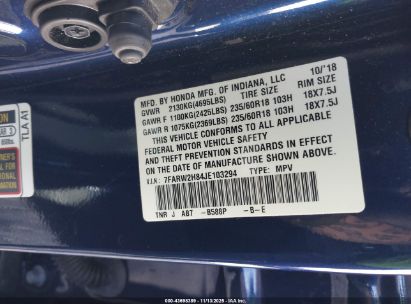 MFD. BY HONDA MFG. OF INDIANA, LLC 10/'18
GVWR 2130KG(4695LBS) TIRE SIZE RIM SIZE
GAWR F 1100KG(2425LBS) 235/60R18 103H 18X7.5J
GAWR R 1075KG(2369LBS) 235/60R18 103H 18X7.5J
THIS VEHICLE CONFORMS TO ALL APPLICABLE
FEDERAL MOTOR VEHICLE SAFETY BUMPER,
AND THEFT PREVENTION STANDARDS IN EFFECT ON
THE DATE OF MANUFACTURE SHOWN ABOVE.
V.I.N.: 7FARW2H84JE103294 TYPE: MPV
TNR J A87 -B588P -B-E
TLA A1